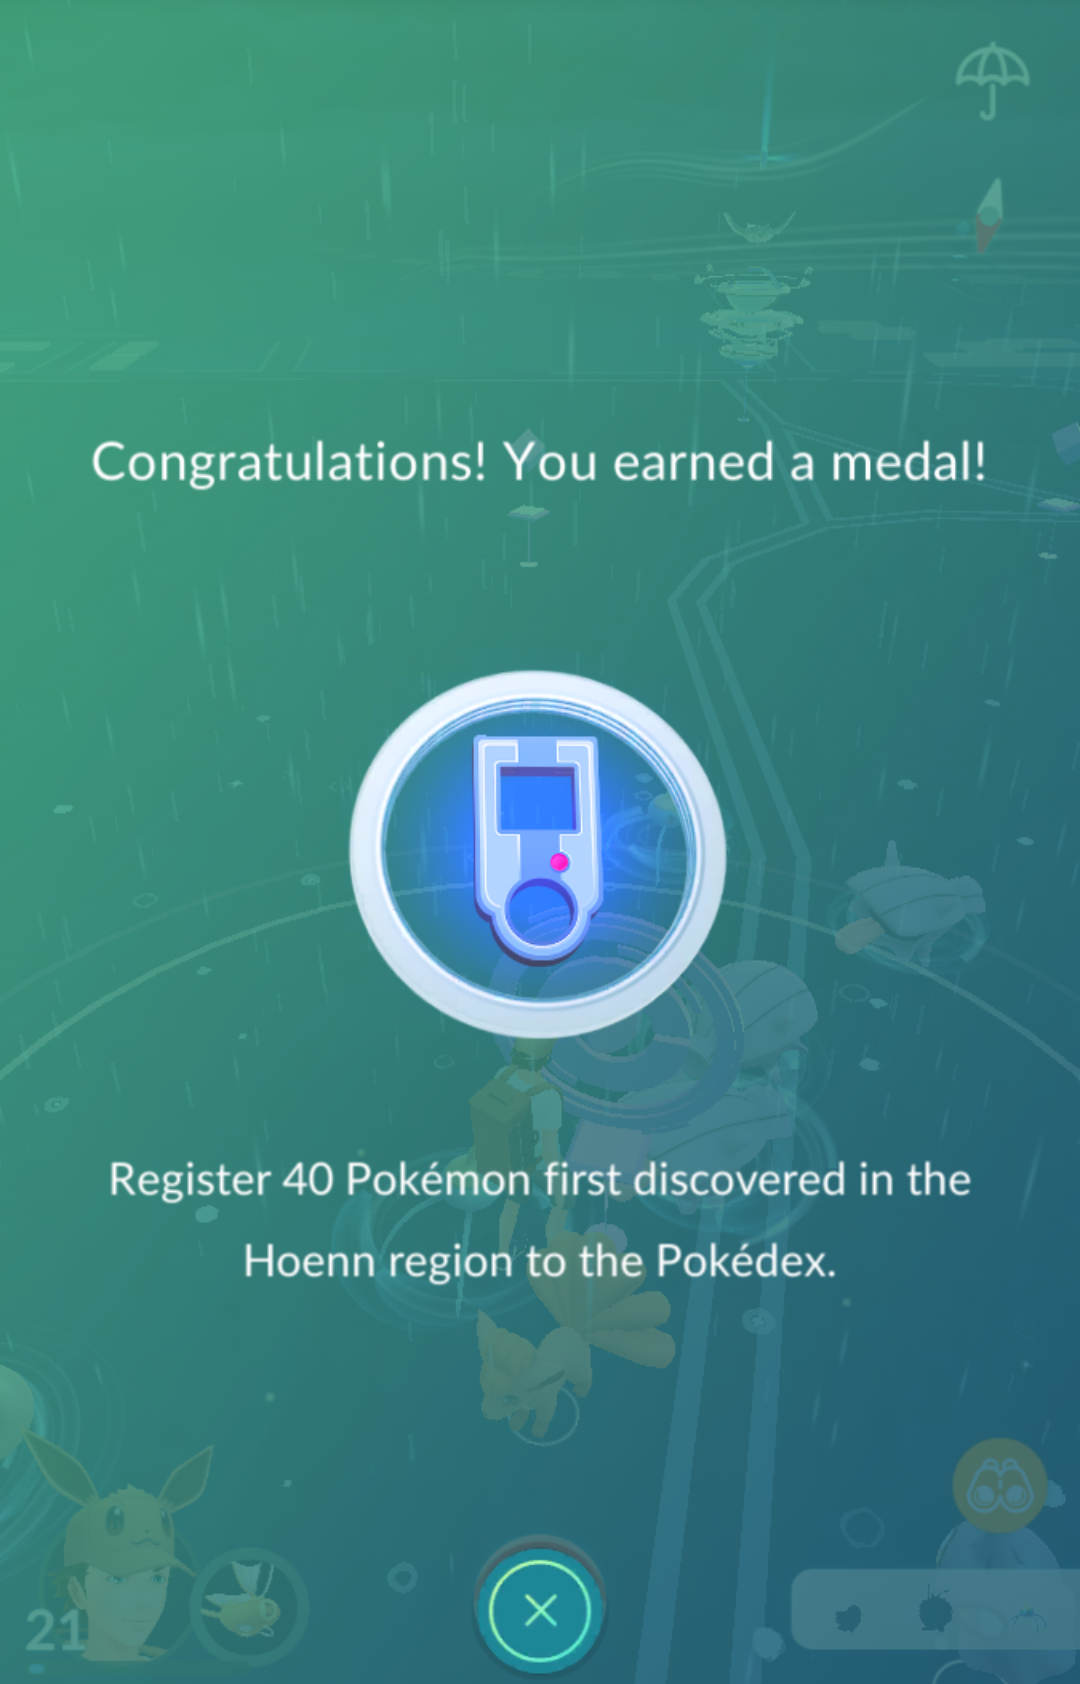 Congratulations! You earned a medal!
Register 40 Pokémon first discovered in the
Hoenn region to the Pokédex.
21